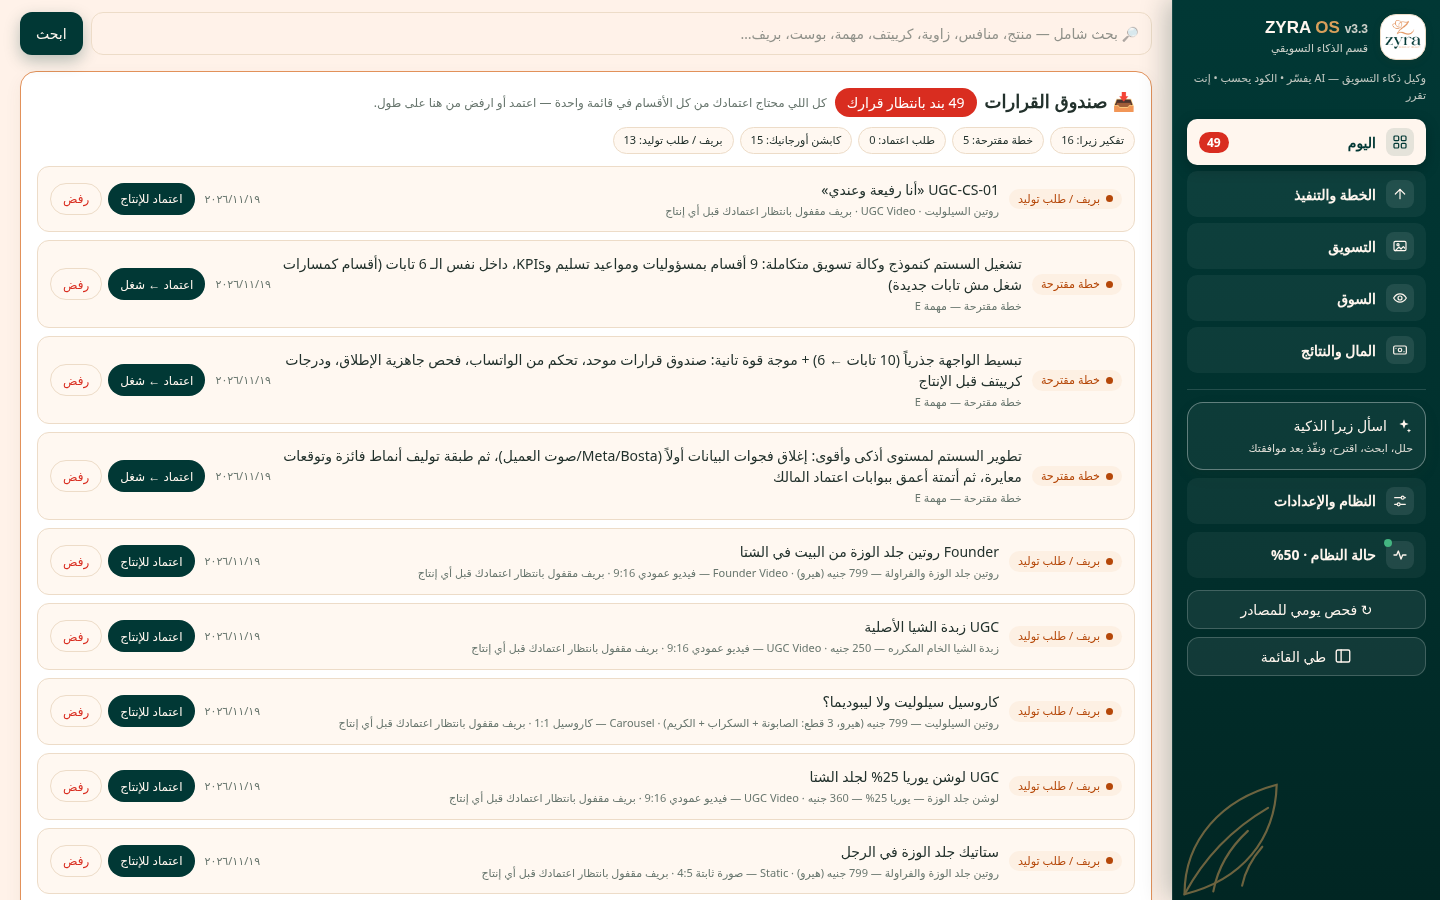 zyra
ZYRA OS v3.3
قسم الذكاء التسويقي
وكيل ذكاء التسويق — AI يفسّر • الكود يحسب • إنت تقرر
اليوم
49
الخطة والتنفيذ
التسويق
السوق
المال والنتائج
اسأل زيرا الذكية
حلل، ابحث، اقترح، ونفّذ بعد موافقتك
النظام والإعدادات
حالة النظام · 50%
↻ فحص يومي للمصادر
طي القائمة
🔎 بحث شامل — منتج، منافس، زاوية، كرييتف، مهمة، بوست، بريف...
ابحث
📥 صندوق القرارات
49 بند بانتظار قرارك
كل اللي محتاج اعتمادك من كل الأقسام في قائمة واحدة — اعتمد أو ارفض من هنا على طول.
تفكير زيرا: 16
خطة مقترحة: 5
طلب اعتماد: 0
كابشن أورجانيك: 15
بريف / طلب توليد: 13
بريف / طلب توليد
UGC-CS-01 «أنا رفيعة وعندي»
روتين السيلوليت · UGC Video · بريف مقفول بانتظار اعتمادك قبل أي إنتاج
٢٠٢٦/١١/١٩
اعتماد للإنتاج
رفض
خطة مقترحة
تشغيل السستم كنموذج وكالة تسويق متكاملة: 9 أقسام بمسؤوليات ومواعيد تسليم وKPIs، داخل نفس الـ 6 تابات (أقسام كمسارات
شغل مش تابات جديدة)
خطة مقترحة — مهمة E
٢٠٢٦/١١/١٩
اعتماد ← شغل
رفض
خطة مقترحة
تبسيط الواجهة جذرياً (10 تابات ← 6) + موجة قوة تانية: صندوق قرارات موحد، تحكم من الواتساب، فحص جاهزية الإطلاق، ودرجات
كرييتف قبل الإنتاج
خطة مقترحة — مهمة E
٢٠٢٦/١١/١٩
اعتماد ← شغل
رفض
خطة مقترحة
تطوير السستم لمستوى أذكى وأقوى: إغلاق فجوات البيانات أولاً (Meta/Bosta/صوت العميل)، ثم طبقة توليف أنماط فائزة وتوقعات
معايرة، ثم أتمتة أعمق ببوابات اعتماد المالك
خطة مقترحة — مهمة E
٢٠٢٦/١١/١٩
اعتماد ← شغل
رفض
بريف / طلب توليد
Founder روتين جلد الوزة من البيت في الشتا
روتين جلد الوزة والفراولة — 799 جنيه (هيرو) · Founder Video — فيديو عمودي 9:16 · بريف مقفول بانتظار اعتمادك قبل أي إنتاج
٢٠٢٦/١١/١٩
اعتماد للإنتاج
رفض
بريف / طلب توليد
UGC زبدة الشيا الأصلية
زبدة الشيا الخام المكرره — 250 جنيه · UGC Video — فيديو عمودي 9:16 · بريف مقفول بانتظار اعتمادك قبل أي إنتاج
٢٠٢٦/١١/١٩
اعتماد للإنتاج
رفض
بريف / طلب توليد
كاروسيل سيلوليت ولا ليبوديما؟
روتين السيلوليت — 799 جنيه (هيرو، 3 قطع: الصابونة + السكراب + الكريم) · Carousel — كاروسيل 1:1 · بريف مقفول بانتظار اعتمادك قبل أي إنتاج
٢٠٢٦/١١/١٩
اعتماد للإنتاج
رفض
بريف / طلب توليد
UGC لوشن يوريا 25% لجلد الشتا
لوشن جلد الوزة — يوريا 25% — 360 جنيه · UGC Video — فيديو عمودي 9:16 · بريف مقفول بانتظار اعتمادك قبل أي إنتاج
٢٠٢٦/١١/١٩
اعتماد للإنتاج
رفض
بريف / طلب توليد
ستاتيك جلد الوزة في الرجل
روتين جلد الوزة والفراولة — 799 جنيه (هيرو) · Static — صورة ثابتة 4:5 · بريف مقفول بانتظار اعتمادك قبل أي إنتاج
٢٠٢٦/١١/١٩
اعتماد للإنتاج
رفض